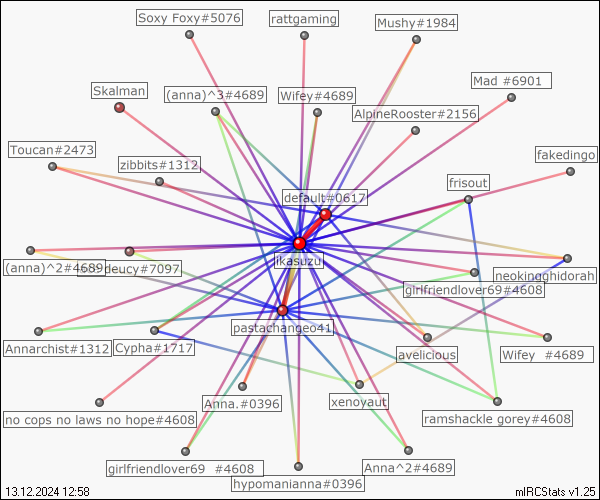 Soxy Foxy#5076
rattgaming
Mushy#1984
Mad #6901
Skalman
(anna)^3#4689
Wifey#4689
AlpineRooster#2156
Toucan#2473
zibbits#1312
fakedingo
frisout
default#0617
ikasuzu
(anna)^2#4689
deucy#7097
neokingghidorah
girlfriendlover69#4608
pastachangeo41
Annarchist#1312
Cypha#1717
avelicious
Wifey #4689
Anna.#0396
xenoyaut
no cops no laws no hope#4608
ramshackle gorey#4608
girlfriendlover69 #4608
Anna^2#4689
hypomanianna#0396
13.12.2024 12:58
mIRCStats v1.25